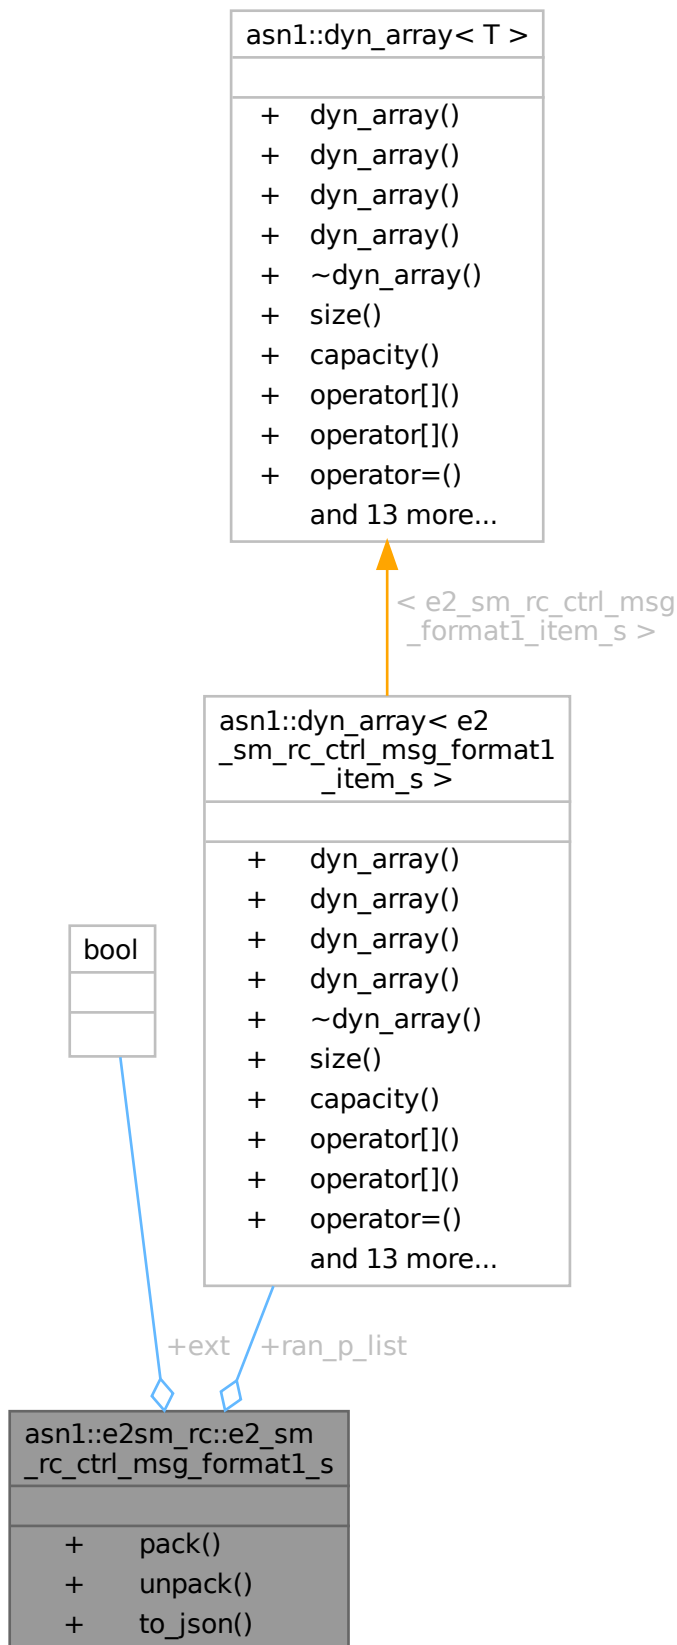 asn1::dyn_array< T >
+ dyn_array()
+ dyn_array()
+ dyn_array()
+ dyn_array()
+ ~dyn_array()
+ size()
+ capacity()
+ operator[]()
+ operator[]()
+ operator=()
and 13 more...
< e2_sm_rc_ctrl_msg
_format1_item_s >
asn1::dyn_array< e2
_sm_rc_ctrl_msg_format1
_item_s >
+ dyn_array()
+ dyn_array()
+ dyn_array()
+ dyn_array()
+ ~dyn_array()
+ size()
+ capacity()
+ operator[]()
+ operator[]()
+ operator=()
and 13 more...
bool
+ext
+ran_p_list
asn1::e2sm_rc::e2_sm
_rc_ctrl_msg_format1_s
+ pack()
+ unpack()
+ to_json()